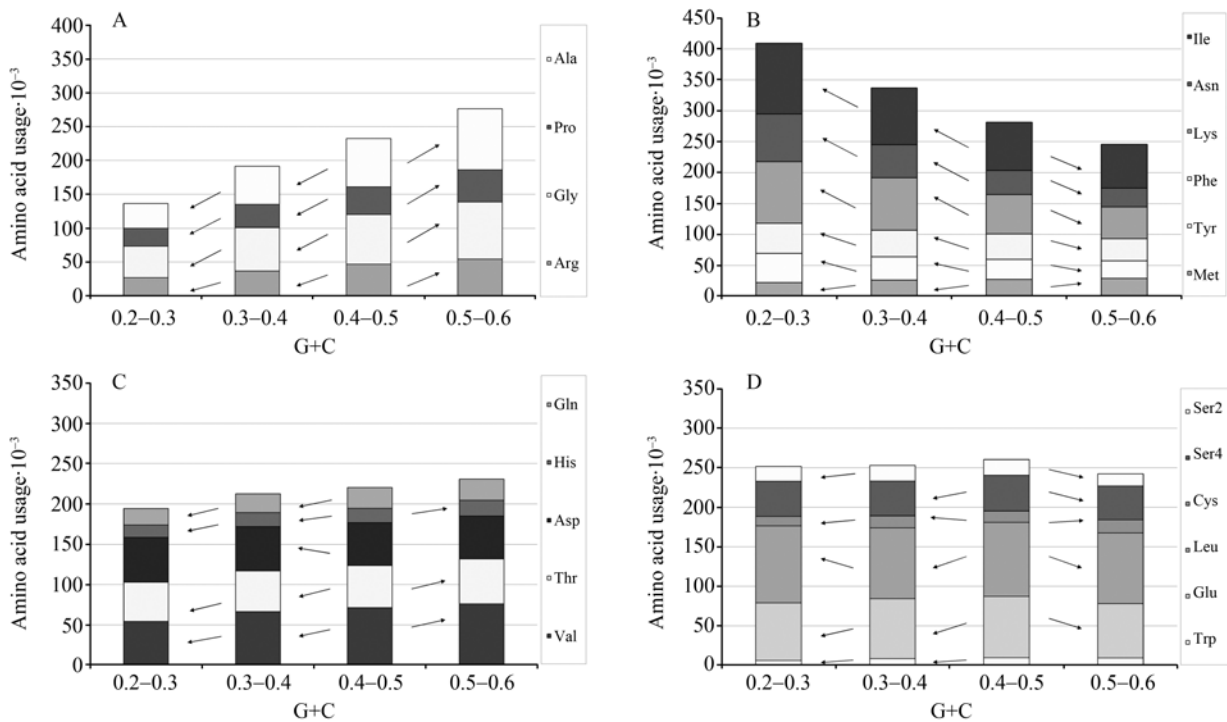 A
400
350
300
250
200
150
100
50
0
Amino acid usage·10⁻³
0.2–0.3 0.3–0.4 0.4–0.5 0.5–0.6
G+C
Ala
Pro
Gly
Arg
B
450
400
350
300
250
200
150
100
50
0
Amino acid usage·10⁻³
0.2–0.3 0.3–0.4 0.4–0.5 0.5–0.6
G+C
Ile
Asn
Lys
Phe
Tyr
Met
C
350
300
250
200
150
100
50
0
Amino acid usage·10⁻³
0.2–0.3 0.3–0.4 0.4–0.5 0.5–0.6
G+C
Gln
His
Asp
Thr
Val
D
350
300
250
200
150
100
50
0
Amino acid usage·10⁻³
0.2–0.3 0.3–0.4 0.4–0.5 0.5–0.6
G+C
Ser2
Ser4
Cys
Leu
Glu
Trp